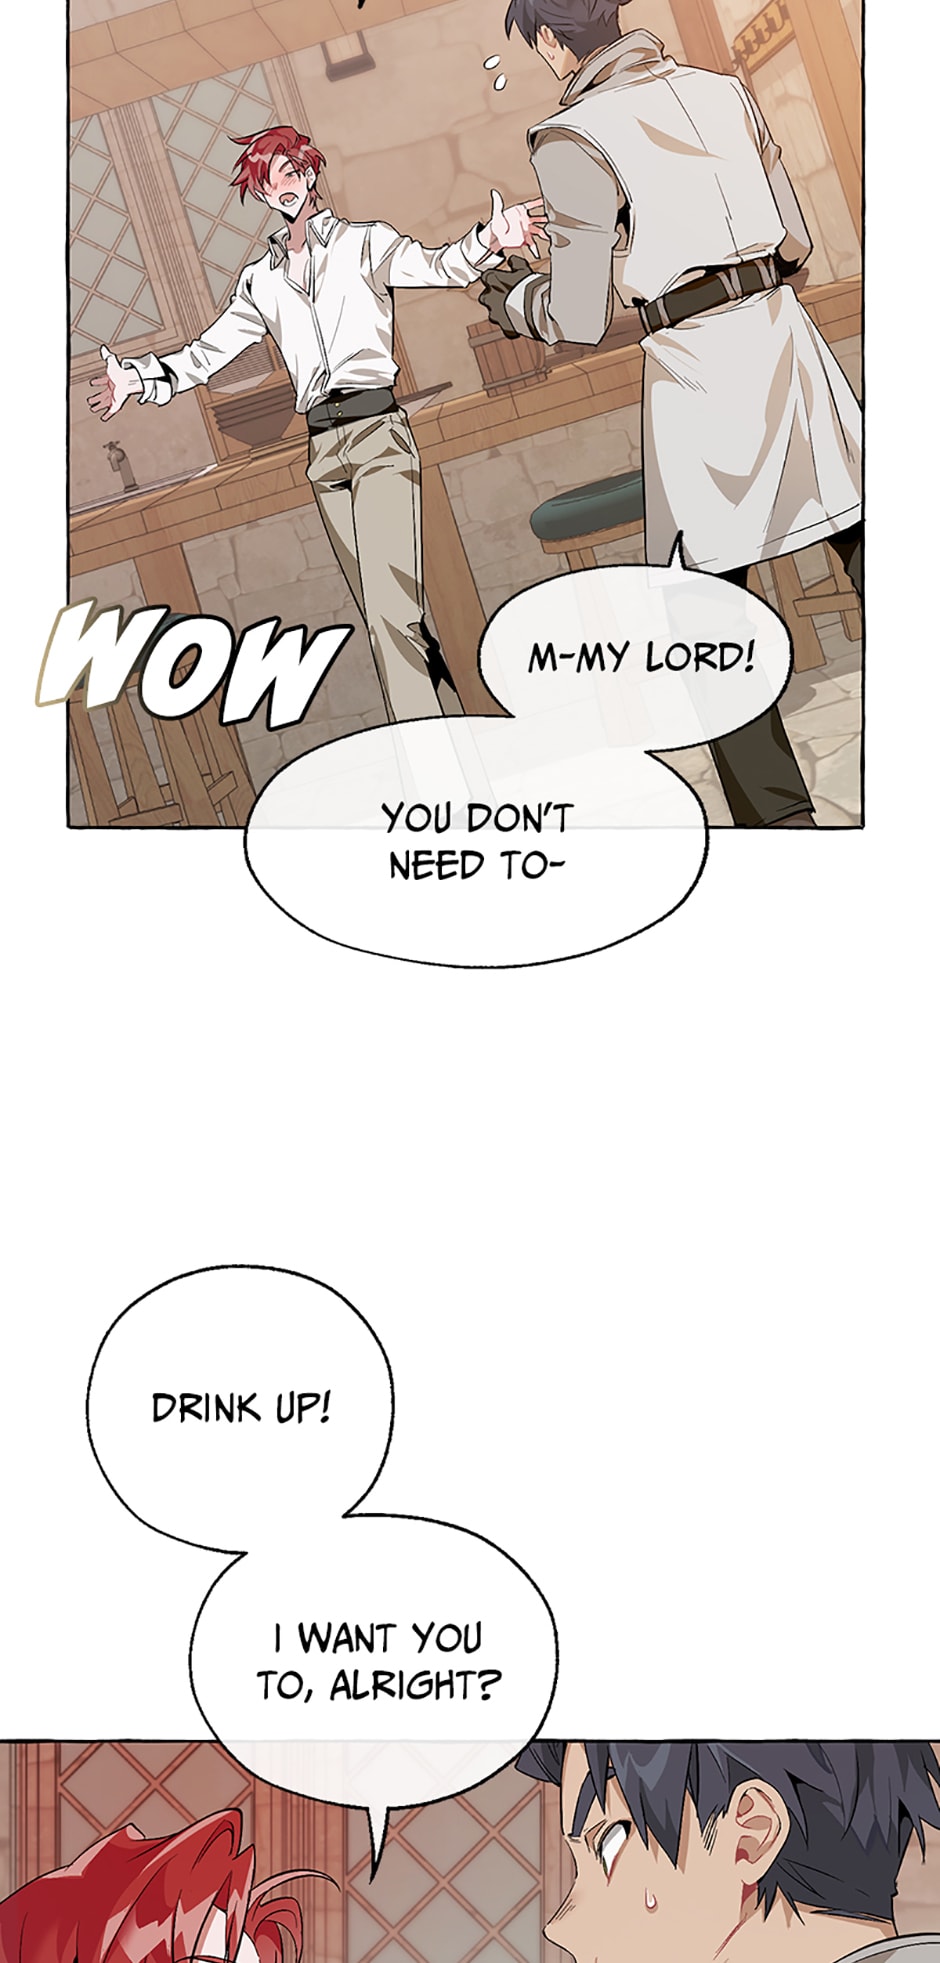 WOW
M-MY LORD!
YOU DON'T
NEED TO-
DRINK UP!
I WANT YOU
TO, ALRIGHT?